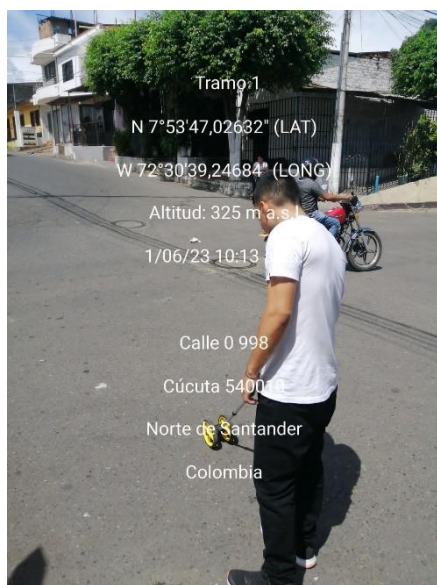 Tramo 1
N 7°53'47,02632" (LAT)
W 72°30'39,24684" (LONG)
Altitud: 325 m a.s.l.
1/06/23 10:13
Calle 0 998
Cúcuta 540010
Norte de Santander
Colombia